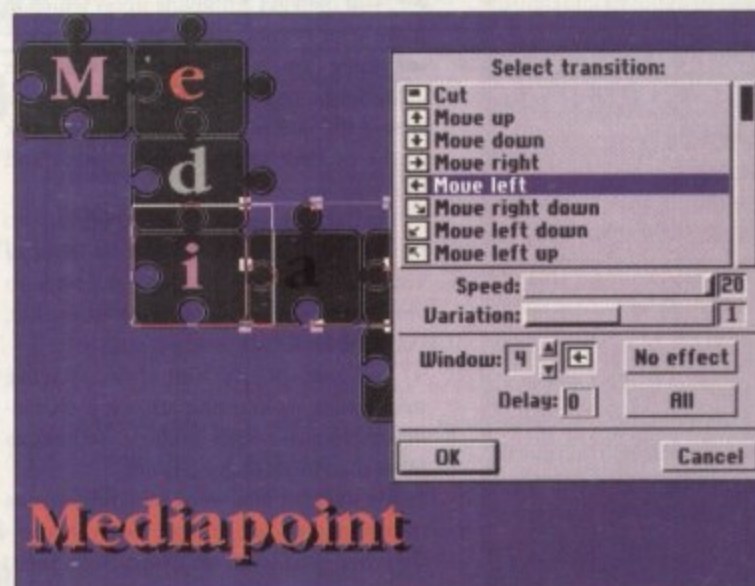 M e
d
i a
Select transition:
Cut
Move up
Move down
Move right
Move left
Move right down
Move left down
Move left up
Speed: 20
Variation: 1
Window: 4 No effect
Delay: 0 All
OK Cancel
Mediapoint